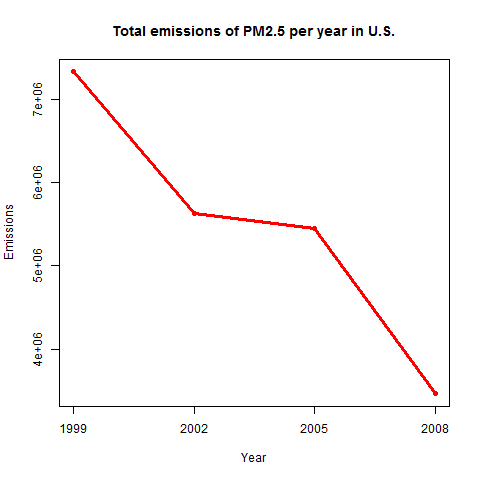 Total emissions of PM2.5 per year in U.S.
7e+06
6e+06
5e+06
4e+06
Emissions
1999 2002 2005 2008
Year